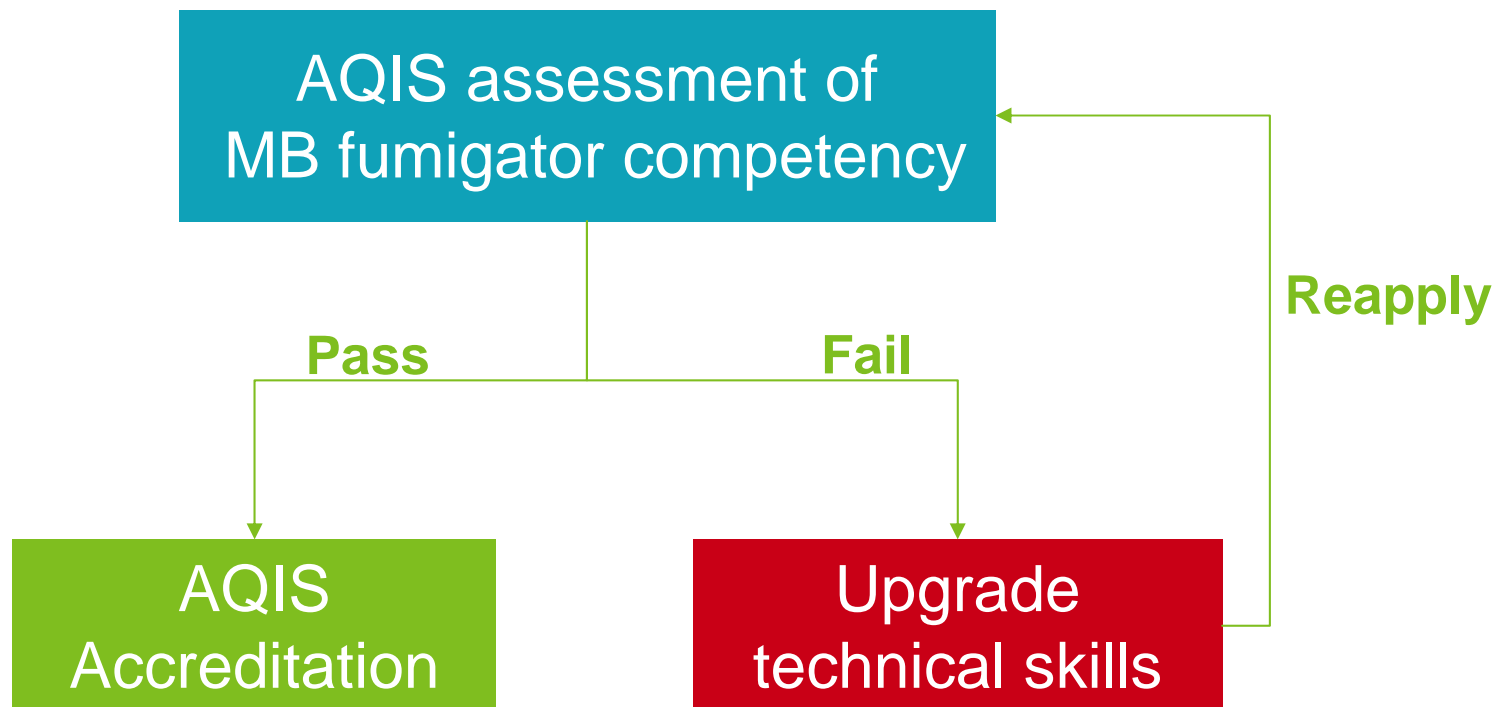 AQIS assessment of
MB fumigator competency
Reapply
Pass
Fail
AQIS
Accreditation
Upgrade
technical skills